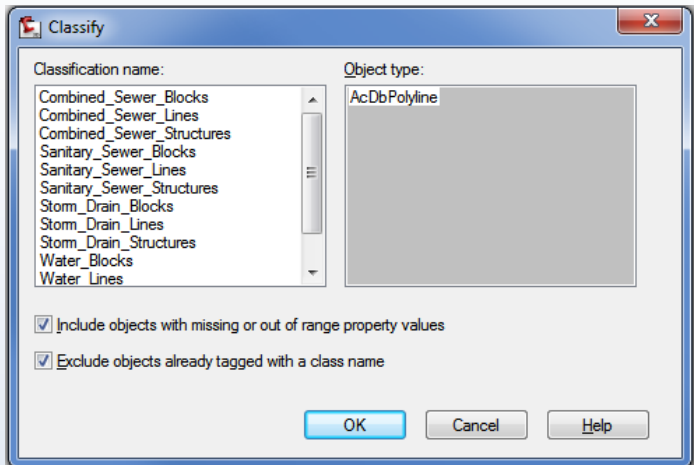 Classify
Classification name:
Object type:
Combined_Sewer_Blocks
Combined_Sewer_Lines
Combined_Sewer_Structures
Sanitary_Sewer_Blocks
Sanitary_Sewer_Lines
Sanitary_Sewer_Structures
Storm_Drain_Blocks
Storm_Drain_Lines
Storm_Drain_Structures
Water_Blocks
Water_Lines
AcDbPolyline
Include objects with missing or out of range property values
Exclude objects already tagged with a class name
OK
Cancel
Help